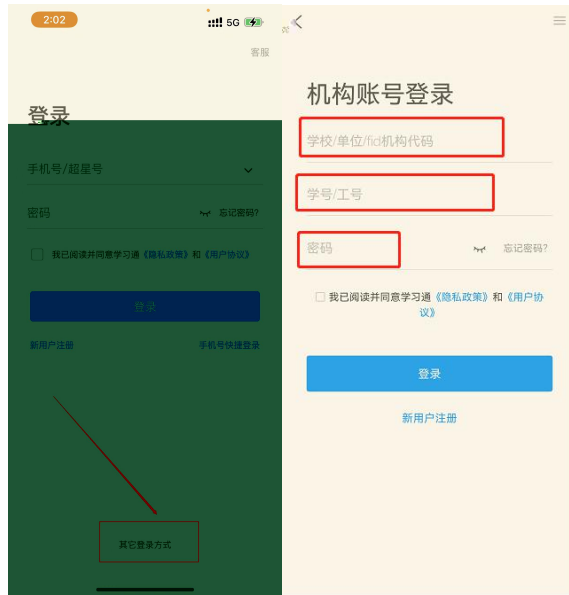 2:02
5G
客服
登录
手机号/超星号
密码
忘记密码?
我已阅读并同意学习通《隐私政策》和《用户协议》
登录
新用户注册
手机号快捷登录
其它登录方式
机构账号登录
学校/单位/fid机构代码
学号/工号
密码
忘记密码?
我已阅读并同意学习通《隐私政策》和《用户协
议》
登录
新用户注册